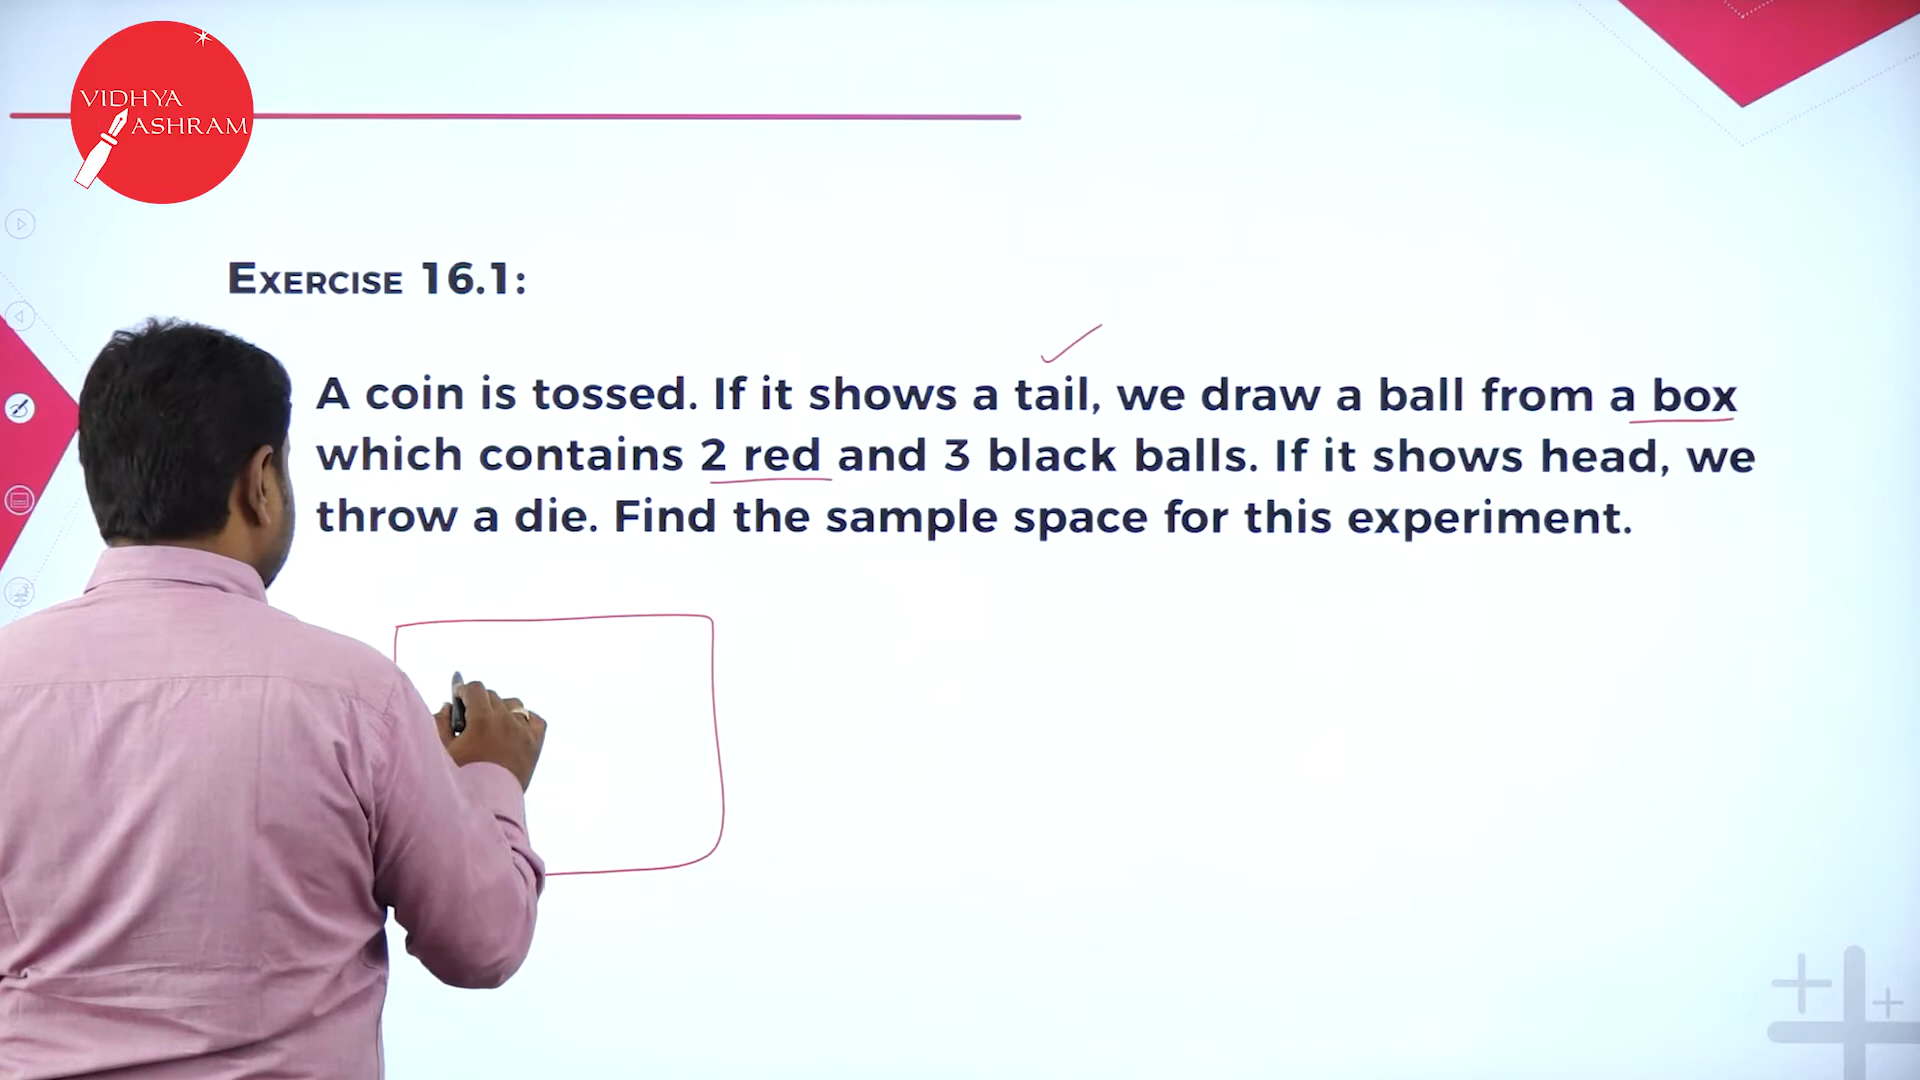 VIDHYA
ASHRAM
Exercise 16.1:
A coin is tossed. If it shows a tail, we draw a ball from a box
which contains 2 red and 3 black balls. If it shows head, we
throw a die. Find the sample space for this experiment.